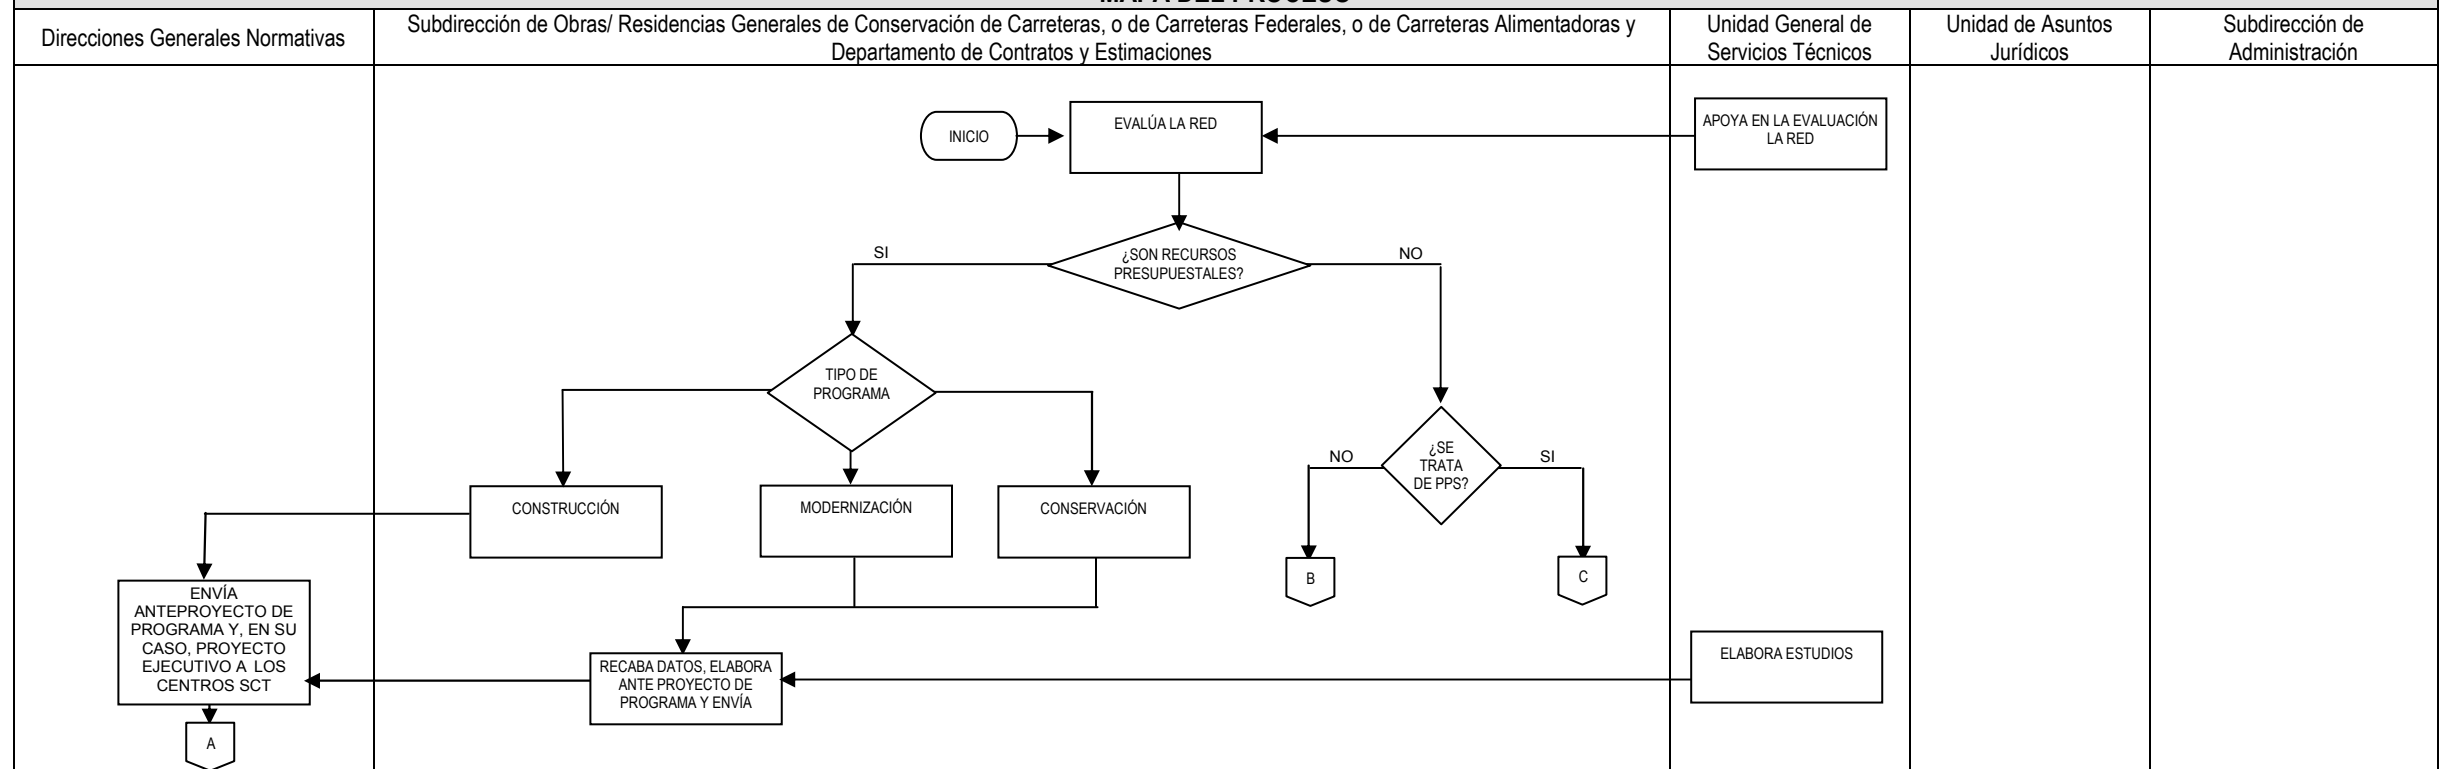 MAPA DEL PROCESO
Direcciones Generales Normativas
Subdirección de Obras/ Residencias Generales de Conservación de Carreteras, o de Carreteras Federales, o de Carreteras Alimentadoras y
Departamento de Contratos y Estimaciones
Unidad General de
Servicios Técnicos
Unidad de Asuntos
Jurídicos
Subdirección de
Administración
INICIO
EVALÚA LA RED
APOYA EN LA EVALUACIÓN
LA RED
¿SON RECURSOS
PRESUPUESTALES?
SI
NO
TIPO DE
PROGRAMA
¿SE
TRATA
DE PPS?
NO
SI
CONSTRUCCIÓN
MODERNIZACIÓN
CONSERVACIÓN
B
C
ENVÍA
ANTEPROYECTO DE
PROGRAMA Y, EN SU
CASO, PROYECTO
EJECUTIVO A LOS
CENTROS SCT
RECABA DATOS, ELABORA
ANTE PROYECTO DE
PROGRAMA Y ENVÍA
ELABORA ESTUDIOS
A